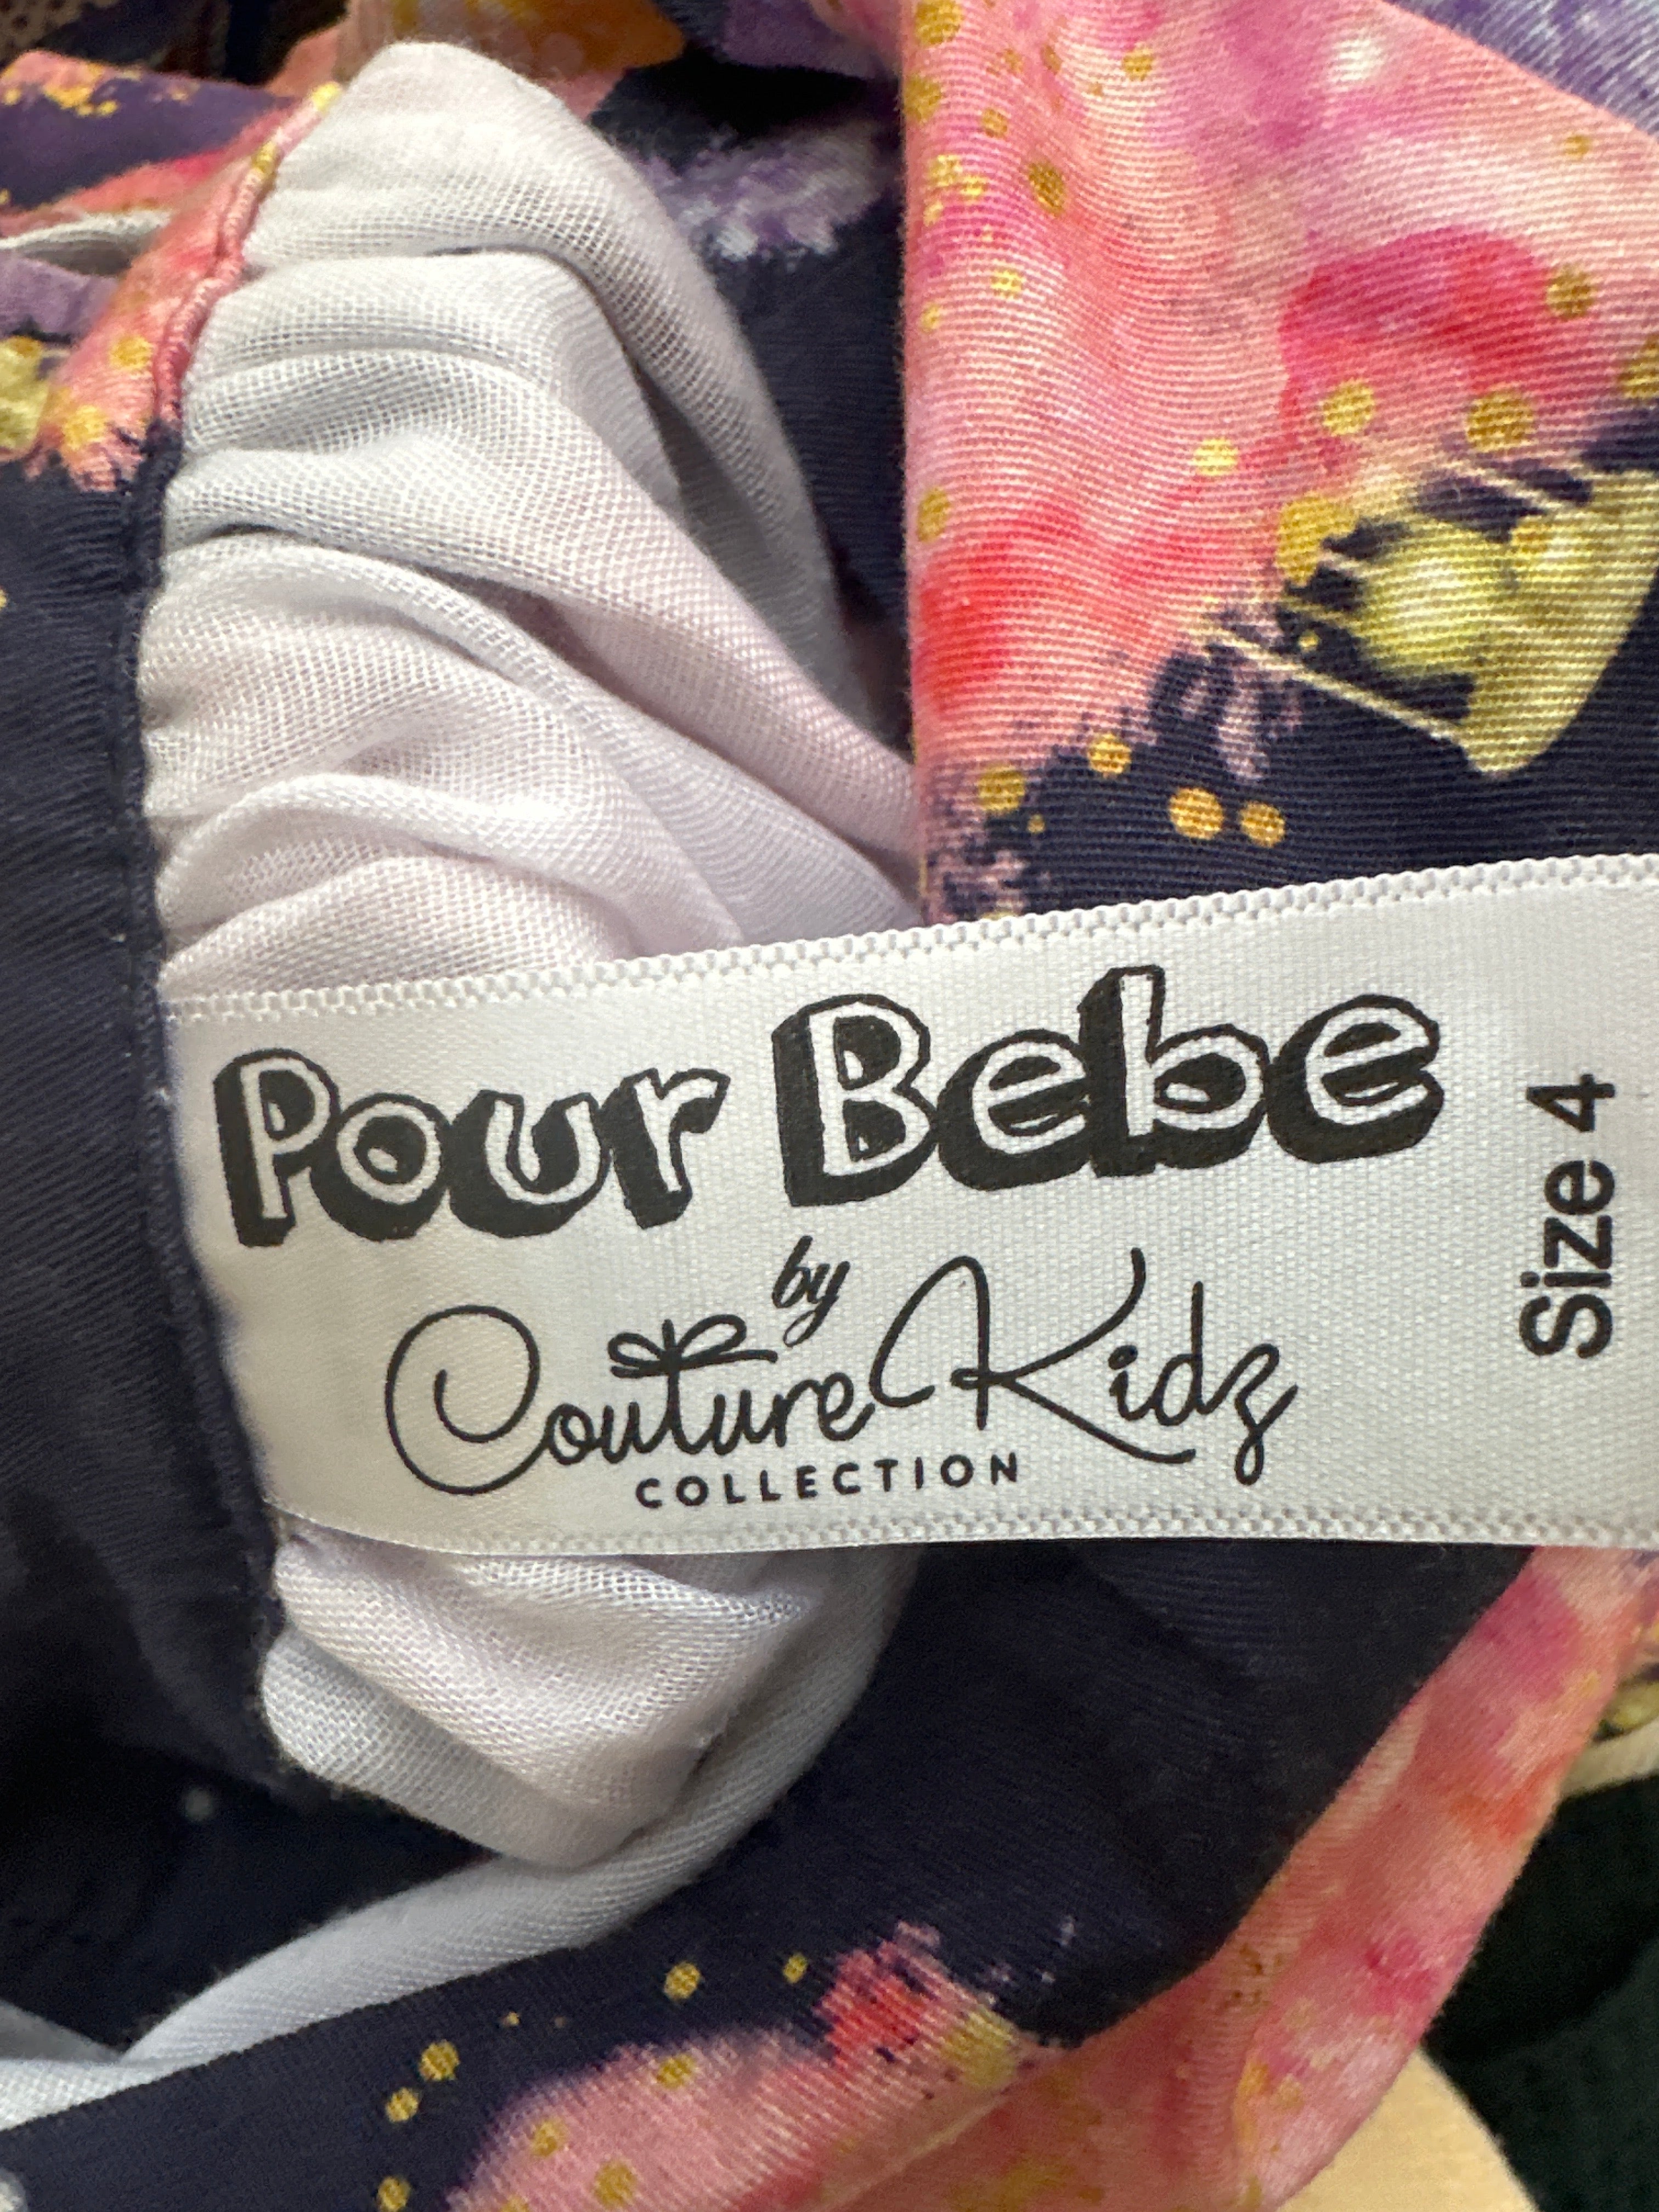 Pour Bebe
by
Couture Kidz
COLLECTION
Size 4